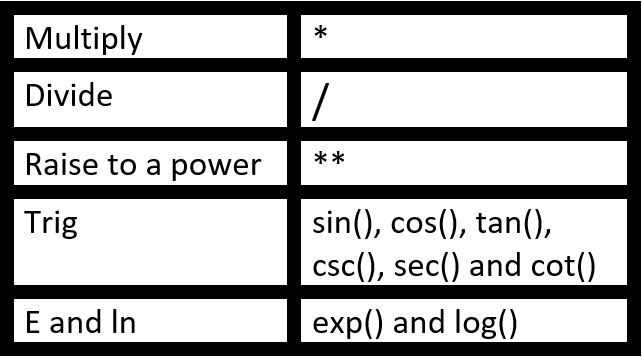 Multiply *
Divide /
Raise to a power **
Trig sin(), cos(), tan(),
csc(), sec() and cot()
E and ln exp() and log()